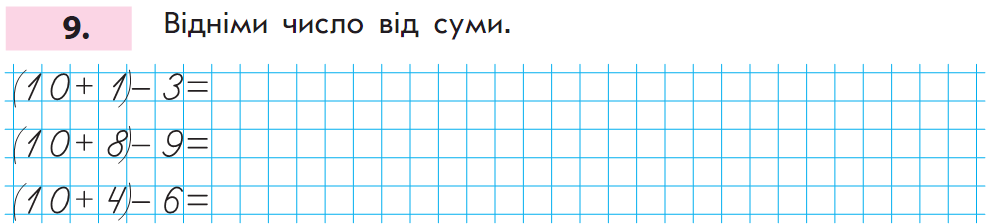 9. Відніми число від суми.
(10+ 1)− 3=
(10+ 8)− 9=
(10+ 4)− 6=